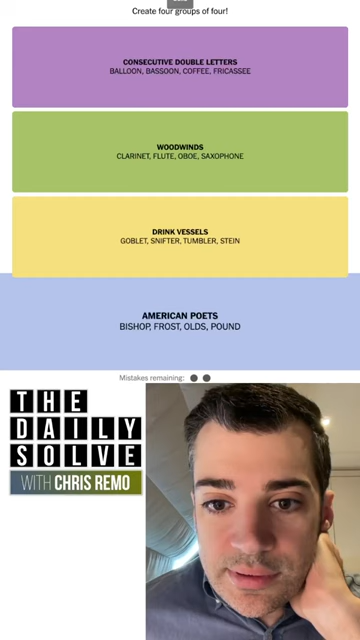 Create four groups of four!
CONSECUTIVE DOUBLE LETTERS
BALLOON, BASSOON, COFFEE, FRICASSEE
WOODWINDS
CLARINET, FLUTE, OBOE, SAXOPHONE
DRINK VESSELS
GOBLET, SNIFTER, TUMBLER, STEIN
AMERICAN POETS
BISHOP, FROST, OLDS, POUND
Mistakes remaining:
THE
DAILY
SOLVE
WITH CHRIS REMO